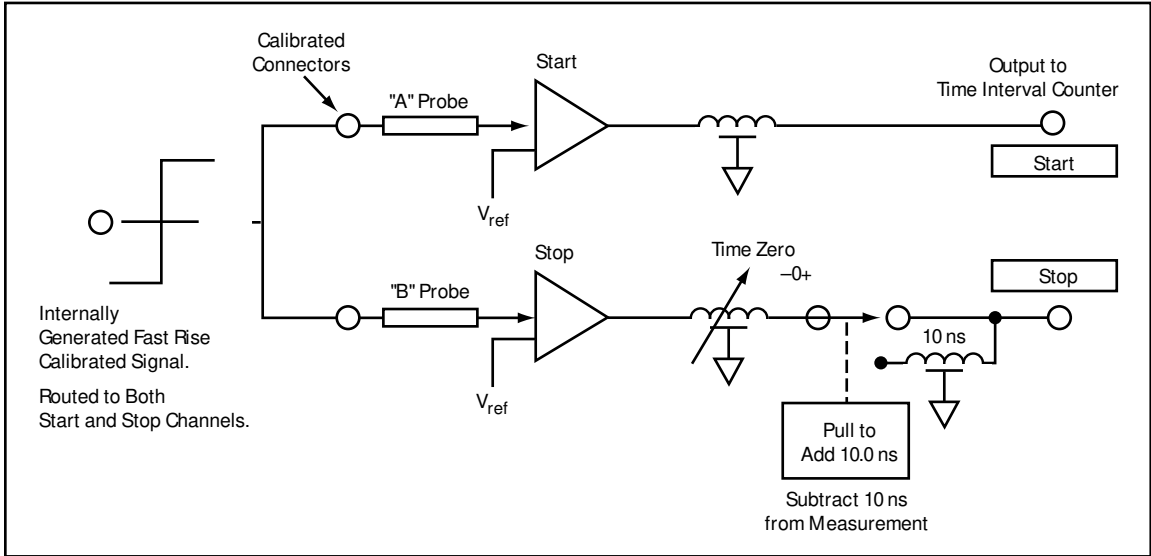 Calibrated
Connectors
"A" Probe
Start
Output to
Time Interval Counter
Start
Vref
Stop
Time Zero
–0+
Stop
"B" Probe
10 ns
Internally
Generated Fast Rise
Calibrated Signal.
Routed to Both
Start and Stop Channels.
Vref
Pull to
Add 10.0 ns
Subtract 10 ns
from Measurement